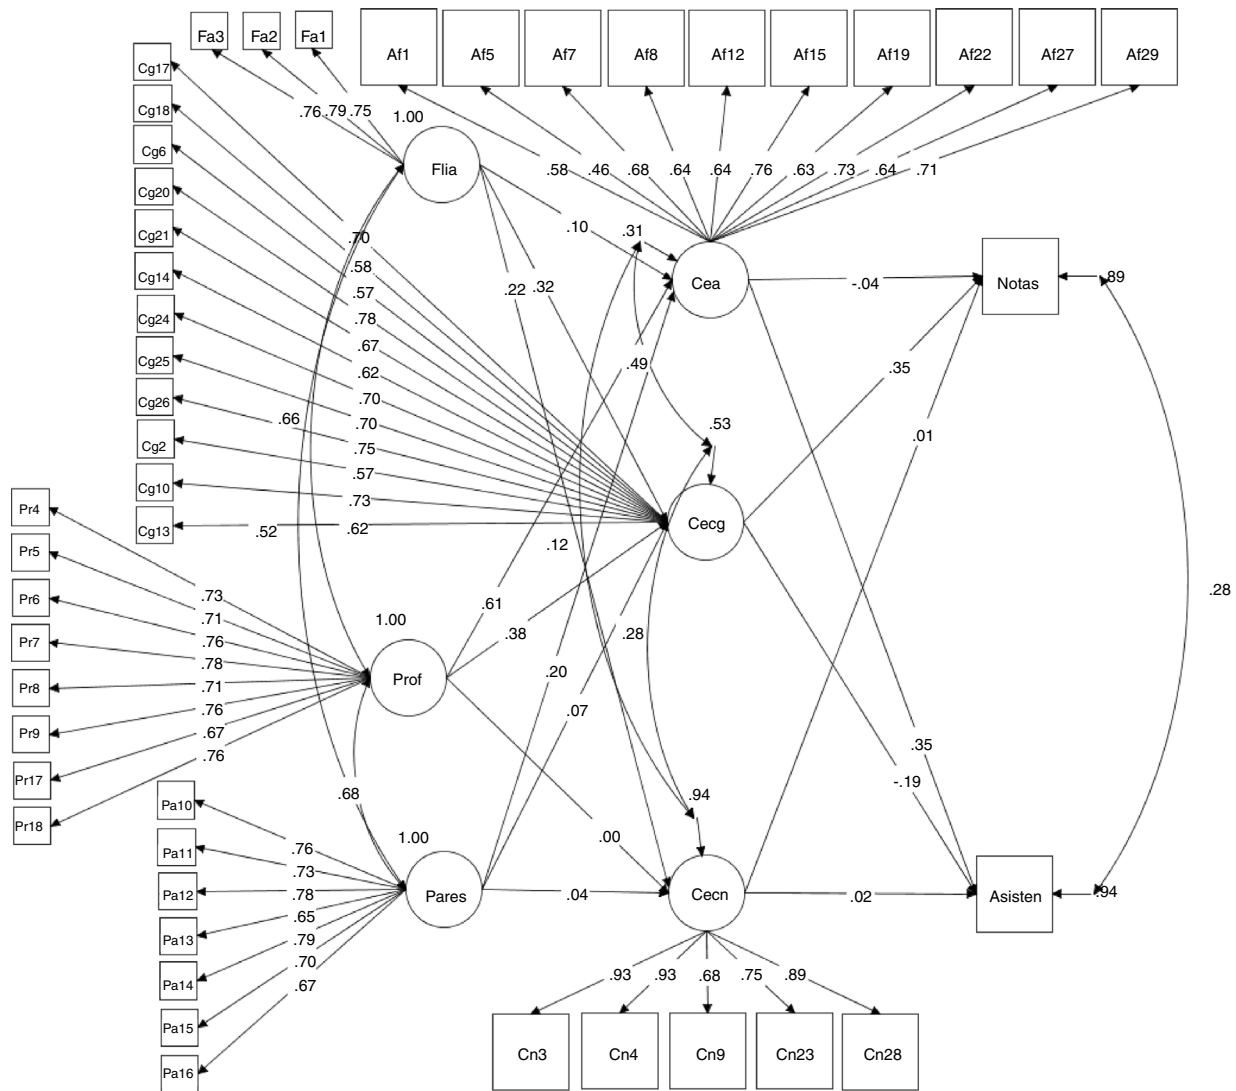 Fa3 Fa2 Fa1
Af1 Af5 Af7 Af8 Af12 Af15 Af19 Af22 Af27 Af29
Cg17
Cg18
Cg6
Cg20
Cg21
Cg14
Cg24
Cg25
Cg26
Cg2
Cg10
Cg13
.76 .79 .75
1.00
Flia
.58 .46 .68 .64 .64 .76 .63 .73 .64 .71
.10
.31
.22 .32
Cea
-.04
Notas
.89
.70
.58
.57
.78
.67
.62
.70
.70
.75
.57
.73
.62
.66
.52
.49
.53
.35
.01
Cecg
.12
.28
Pr4
Pr5
Pr6
Pr7
Pr8
Pr9
Pr17
Pr18
.73
.71
.76
.78
.71
.76
.67
.76
1.00
Prof
.61
.38
.28
.20
.07
.35
-.19
.68
.00
.94
Pa10
Pa11
Pa12
Pa13
Pa14
Pa15
Pa16
.76
.73
.78
.65
.79
.70
.67
1.00
Pares
.04
Cecn
.02
Asisten
.94
.93 .93 .68 .75 .89
Cn3 Cn4 Cn9 Cn23 Cn28